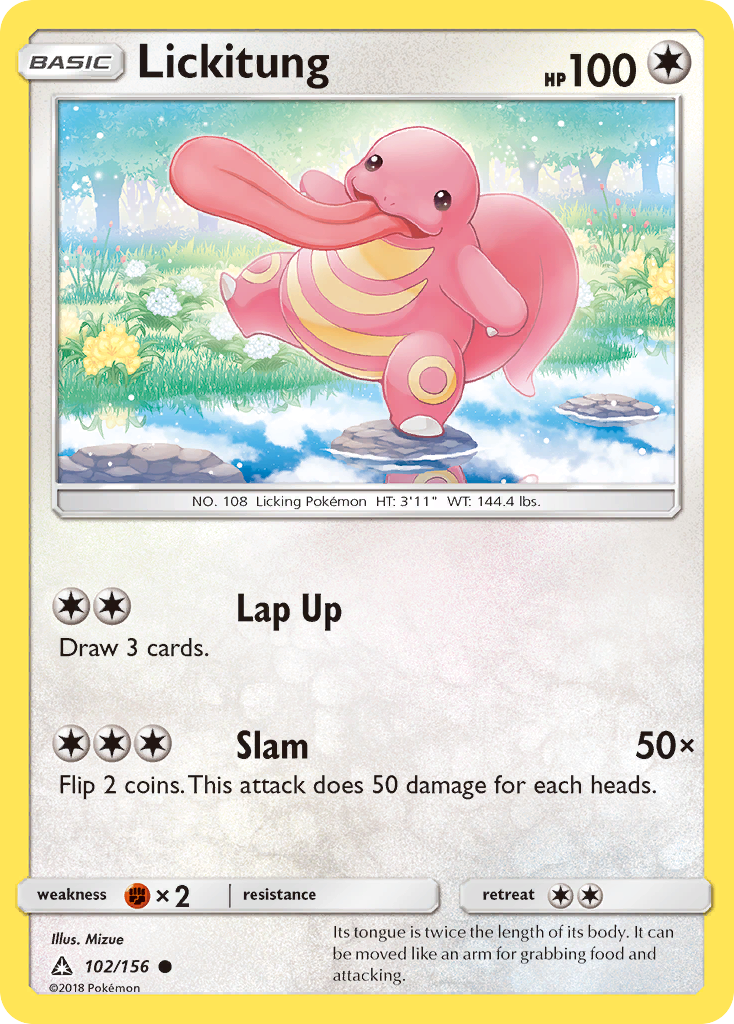 BASIC Lickitung HP 100
NO. 108 Licking Pokémon HT: 3'11" WT: 144.4 lbs.
Lap Up
Draw 3 cards.
Slam 50×
Flip 2 coins. This attack does 50 damage for each heads.
weakness × 2 resistance retreat
Illus. Mizue
102/156
©2018 Pokémon
Its tongue is twice the length of its body. It can
be moved like an arm for grabbing food and
attacking.